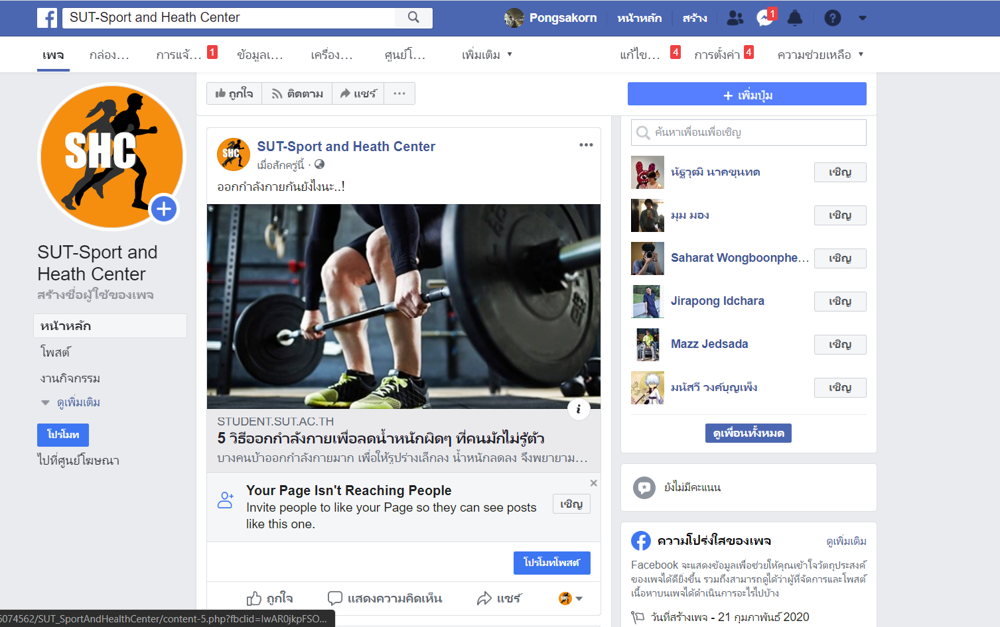 SUT-Sport and Heath Center
Pongsakorn
หน้าหลัก
สร้าง
1
เพจ
กล่อง...
การแจ้...
1
ข้อมูลเ...
เครื่อง...
ศูนย์โ...
เพิ่มเติม
แก้ไข...
4
การตั้งค่า
4
ความช่วยเหลือ
SHC
SUT-Sport and
Heath Center
สร้างชื่อผู้ใช้ของเพจ
หน้าหลัก
โพสต์
งานกิจกรรม
ดูเพิ่มเติม
โปรโมท
ไปที่ศูนย์โฆษณา
ถูกใจ
ติดตาม
แชร์
+ เพิ่มปุ่ม
SHC
SUT-Sport and Heath Center
เมื่อสักครู่นี้ ·
ออกกำลังกายกันยังไงนะ..!
STUDENT.SUT.AC.TH
5 วิธีออกกำลังกายเพื่อลดน้ำหนักผิดๆ ที่คนมักไม่รู้ตัว
บางคนบ้าออกกำลังกายมาก เพื่อให้รูปร่างเล็กลง น้ำหนักลดลง จึงพยายาม...
Your Page Isn't Reaching People
Invite people to like your Page so they can see posts
like this one.
เชิญ
โปรโมทโพสต์
ถูกใจ
แสดงความคิดเห็น
แชร์
ค้นหาเพื่อนเพื่อเชิญ
นัฐวุฒิ นาคขุนทด
เชิญ
มุม มอง
เชิญ
Saharat Wongboonphe...
เชิญ
Jirapong Idchara
เชิญ
Mazz Jedsada
เชิญ
มนัสวี วงค์บุญเพ็ง
เชิญ
ดูเพื่อนทั้งหมด
ยังไม่มีคะแนน
ความโปร่งใสของเพจ
ดูเพิ่มเติม
Facebook จะแสดงข้อมูลเพื่อช่วยให้คุณเข้าใจวัตถุประสงค์
ของเพจได้ดียิ่งขึ้น รวมถึงสามารถดูได้ว่าผู้ที่จัดการและโพสต์
เนื้อหาบนเพจได้ดำเนินการอะไรไปบ้าง
วันที่สร้างเพจ - 21 กุมภาพันธ์ 2020
6074562/SUT_SportAndHealthCenter/content-5.php?fbclid=IwAR0jkpFSO...